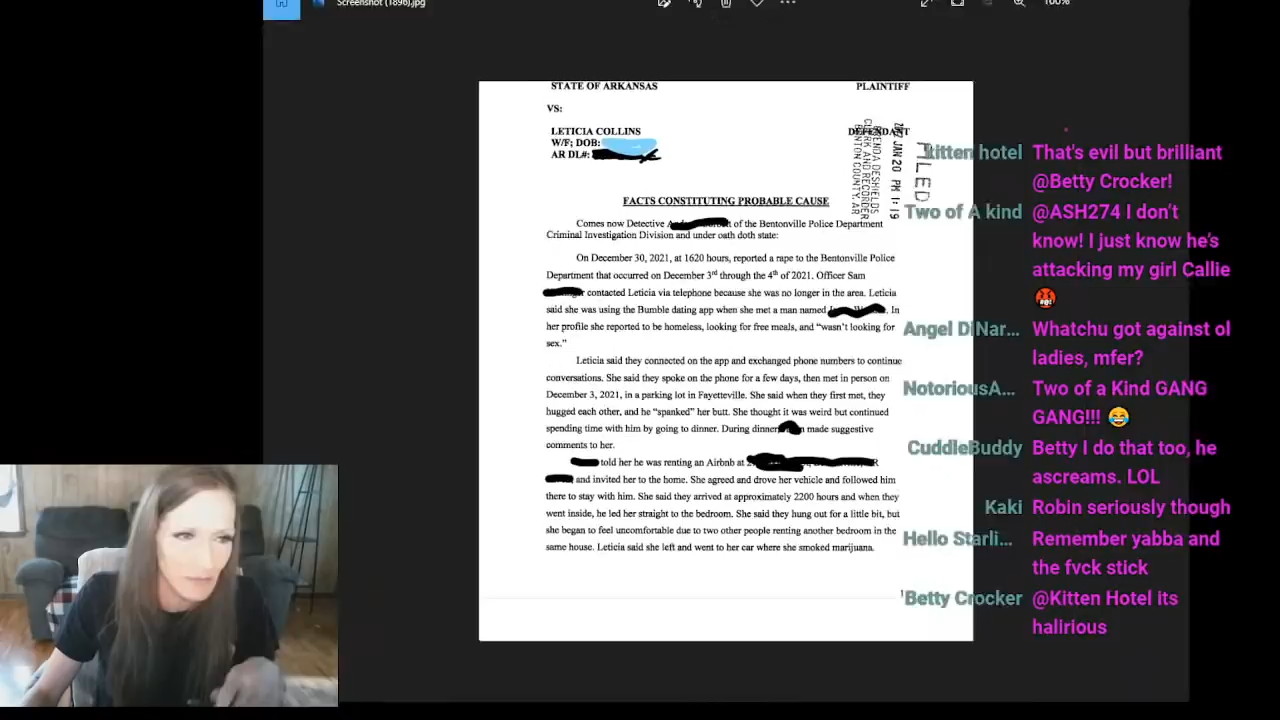 Screenshot (1896).jpg
100%
STATE OF ARKANSAS PLAINTIFF
VS:
LETICIA COLLINS DEFENDANT
W/F; DOB:
AR DL#:
FILED
JAN 20 PM 1:19
BRENDA DESHIELDS
CLERK AND RECORDER
BENTON COUNTY, AR
FACTS CONSTITUTING PROBABLE CAUSE
Comes now Detective of the Bentonville Police Department
Criminal Investigation Division and under oath doth state:
On December 30, 2021, at 1620 hours, reported a rape to the Bentonville Police
Department that occurred on December 3rd through the 4th of 2021. Officer Sam
contacted Leticia via telephone because she was no longer in the area. Leticia
said she was using the Bumble dating app when she met a man named In
her profile she reported to be homeless, looking for free meals, and “wasn't looking for
sex.”
Leticia said they connected on the app and exchanged phone numbers to continue
conversations. She said they spoke on the phone for a few days, then met in person on
December 3, 2021, in a parking lot in Fayetteville. She said when they first met, they
hugged each other, and he “spanked” her butt. She thought it was weird but continued
spending time with him by going to dinner. During dinner made suggestive
comments to her.
told her he was renting an Airbnb at
and invited her to the home. She agreed and drove her vehicle and followed him
there to stay with him. She said they arrived at approximately 2200 hours and when they
went inside, he led her straight to the bedroom. She said they hung out for a little bit, but
she began to feel uncomfortable due to two other people renting another bedroom in the
same house. Leticia said she left and went to her car where she smoked marijuana.
kitten hotel That's evil but brilliant
@Betty Crocker!
Two of A kind @ASH274 I don't
know! I just know he's
attacking my girl Callie
🤬
Angel DiNar... Whatchu got against ol
ladies, mfer?
NotoriousA... Two of a Kind GANG
GANG!!! 😂
CuddleBuddy Betty I do that too, he
ascreams. LOL
Kaki Robin seriously though
Hello Starli... Remember yabba and
the fvck stick
Betty Crocker @Kitten Hotel its
halirious